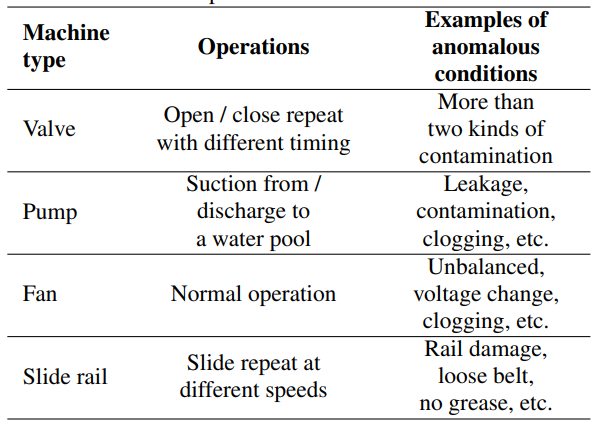 Machine type
Operations
Examples of anomalous conditions
Valve
Open / close repeat
with different timing
More than
two kinds of
contamination
Pump
Suction from /
discharge to
a water pool
Leakage,
contamination,
clogging, etc.
Fan
Normal operation
Unbalanced,
voltage change,
clogging, etc.
Slide rail
Slide repeat at
different speeds
Rail damage,
loose belt,
no grease, etc.